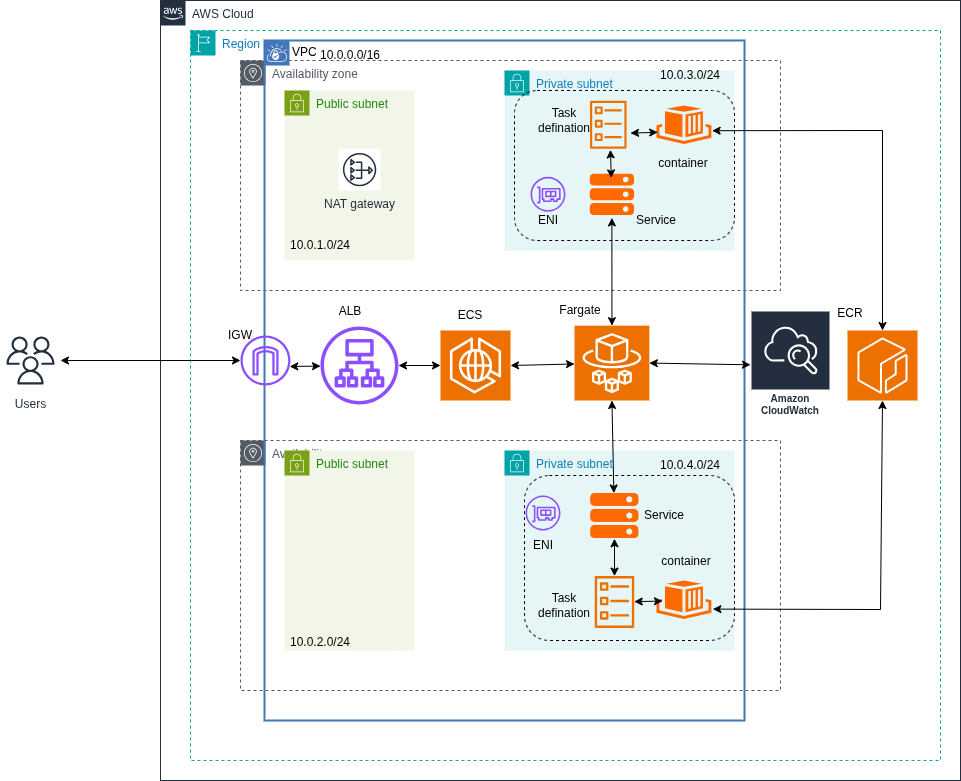 aws
AWS Cloud
Region
VPC
10.0.0.0/16
Availability zone
Public subnet
NAT gateway
10.0.1.0/24
Private subnet
10.0.3.0/24
Task
defination
container
ENI
Service
Users
IGW
ALB
ECS
Fargate
Amazon
CloudWatch
ECR
Public subnet
10.0.2.0/24
Private subnet
10.0.4.0/24
Service
ENI
container
Task
defination